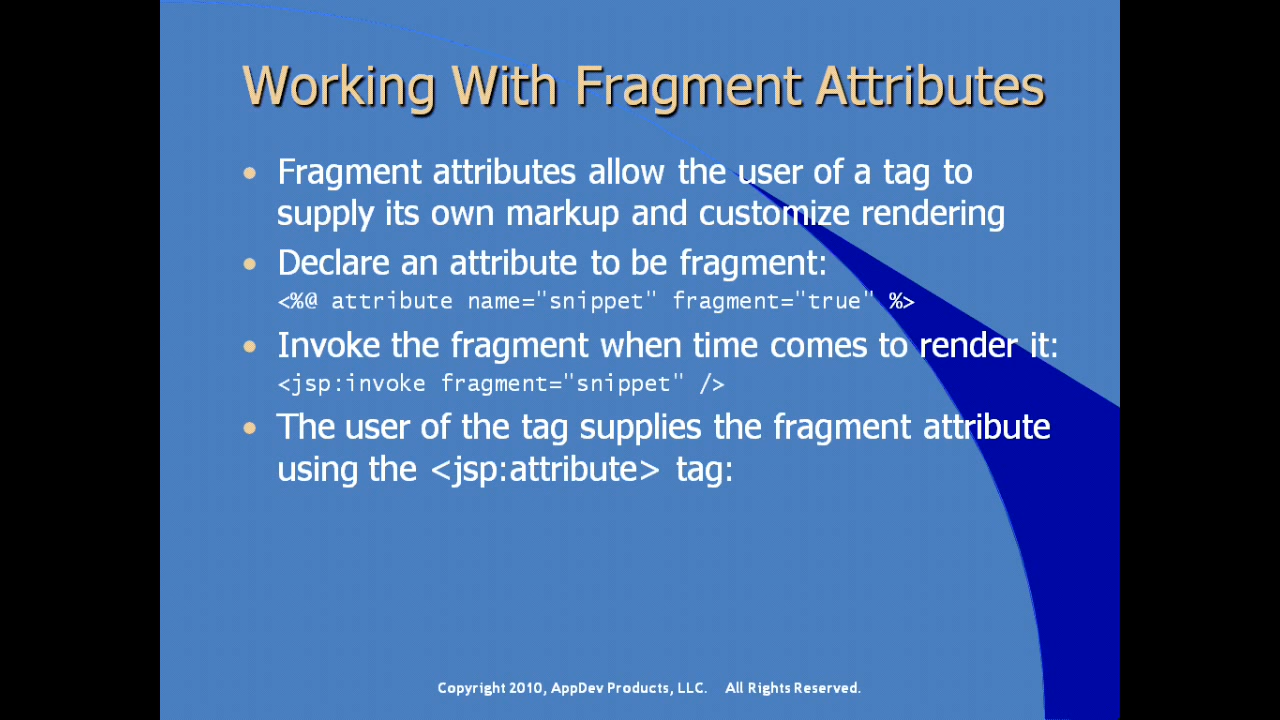 Working With Fragment Attributes
• Fragment attributes allow the user of a tag to
supply its own markup and customize rendering
• Declare an attribute to be fragment:
<%@ attribute name="snippet" fragment="true" %>
• Invoke the fragment when time comes to render it:
<jsp:invoke fragment="snippet" />
• The user of the tag supplies the fragment attribute
using the <jsp:attribute> tag:
Copyright 2010, AppDev Products, LLC. All Rights Reserved.